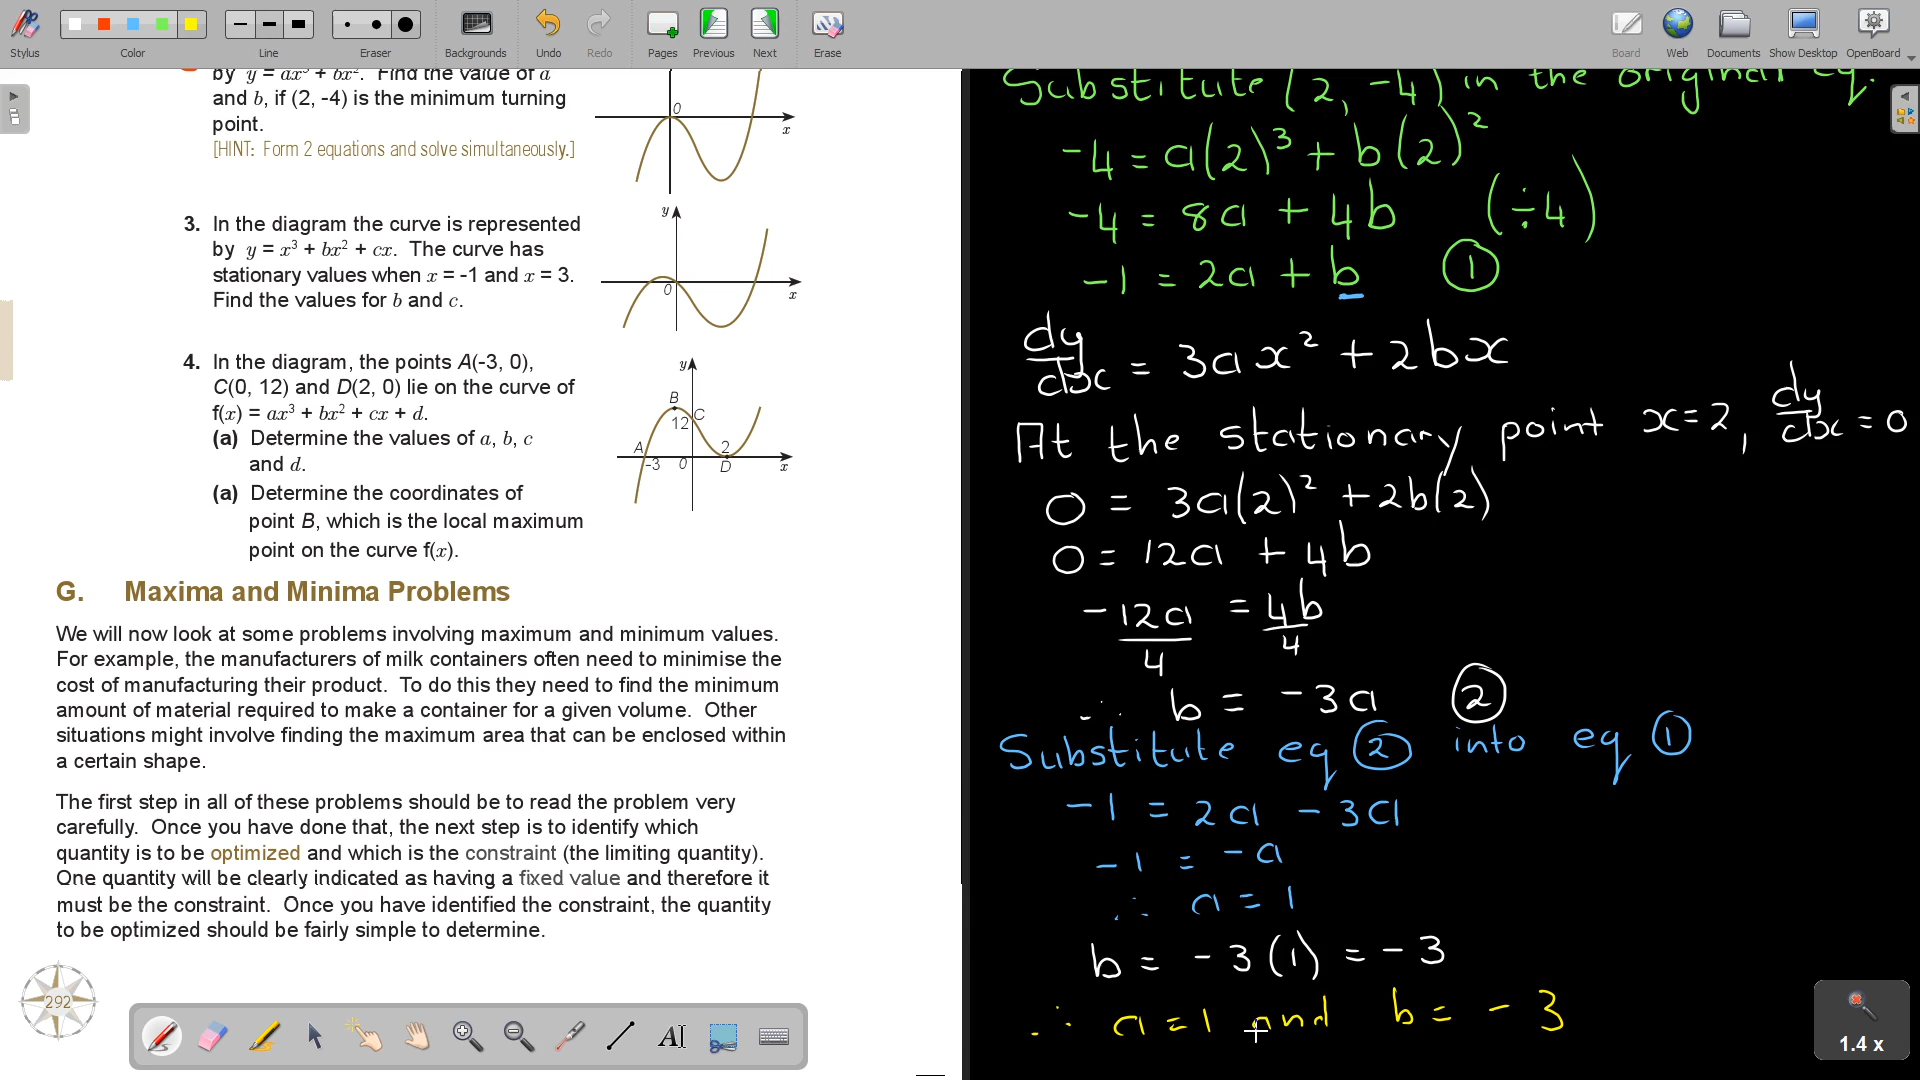 Stylus
Color
Line
Eraser
Backgrounds
Undo
Redo
Pages
Previous
Next
Erase
Board
Web
Documents
Show Desktop
OpenBoard
by y = ax³ + bx². Find the value of a
and b, if (2, -4) is the minimum turning
point.
[HINT: Form 2 equations and solve simultaneously.]
0
x
3. In the diagram the curve is represented
by y = x³ + bx² + cx. The curve has
stationary values when x = -1 and x = 3.
Find the values for b and c.
y
0
x
4. In the diagram, the points A(-3, 0),
C(0, 12) and D(2, 0) lie on the curve of
f(x) = ax³ + bx² + cx + d.
(a) Determine the values of a, b, c
and d.
(a) Determine the coordinates of
point B, which is the local maximum
point on the curve f(x).
y
B
12
C
A
2
-3
0
D
x
G. Maxima and Minima Problems
We will now look at some problems involving maximum and minimum values.
For example, the manufacturers of milk containers often need to minimise the
cost of manufacturing their product. To do this they need to find the minimum
amount of material required to make a container for a given volume. Other
situations might involve finding the maximum area that can be enclosed within
a certain shape.
The first step in all of these problems should be to read the problem very
carefully. Once you have done that, the next step is to identify which
quantity is to be optimized and which is the constraint (the limiting quantity).
One quantity will be clearly indicated as having a fixed value and therefore it
must be the constraint. Once you have identified the constraint, the quantity
to be optimized should be fairly simple to determine.
292
Substitute (2, -4) in the original eq.
-4 = a(2)³ + b(2)²
-4 = 8a + 4b (÷4)
-1 = 2a + b ①
dy/dx = 3ax² + 2bx
At the stationary point x=2, dy/dx = 0
0 = 3a(2)² + 2b(2)
0 = 12a + 4b
-12a/4 = 4b/4
∴ b = -3a ②
Substitute eq ② into eq ①
-1 = 2a - 3a
-1 = -a
∴ a = 1
b = -3(1) = -3
∴ a=1 and b = -3
1.4 x